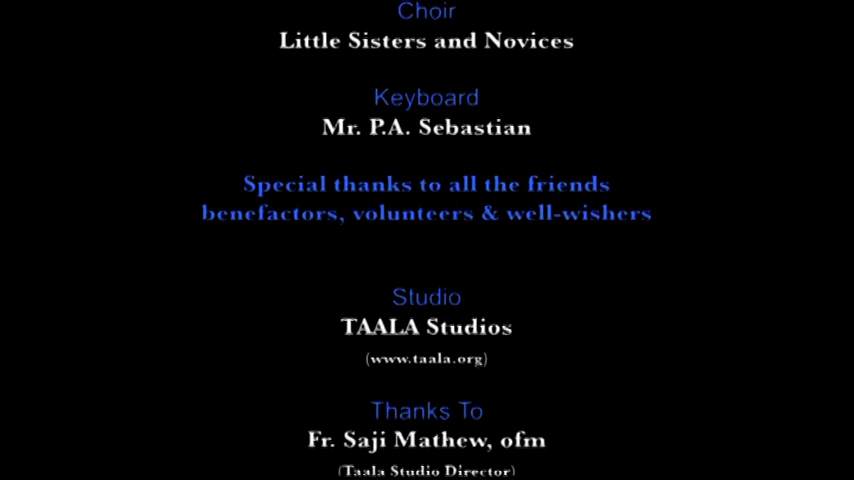 Choir
Little Sisters and Novices
Keyboard
Mr. P.A. Sebastian
Special thanks to all the friends
benefactors, volunteers & well-wishers
Studio
TAALA Studios
(www.taala.org)
Thanks To
Fr. Saji Mathew, ofm
(Taala Studio Director)